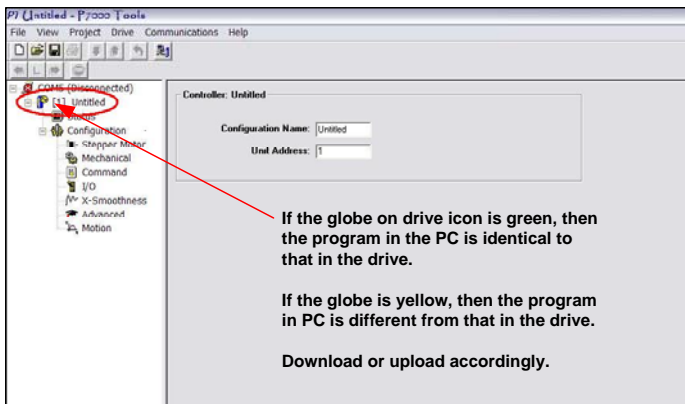 Untitled - P7000 Tools
File View Project Drive Communications Help
COM5 (Disconnected)
[1] Untitled
Status
Configuration
Stepper Motor
Mechanical
Command
I/O
X-Smoothness
Advanced
Motion
Controller: Untitled
Configuration Name: Untitled
Unit Address: 1
If the globe on drive icon is green, then
the program in the PC is identical to
that in the drive.
If the globe is yellow, then the program
in PC is different from that in the drive.
Download or upload accordingly.